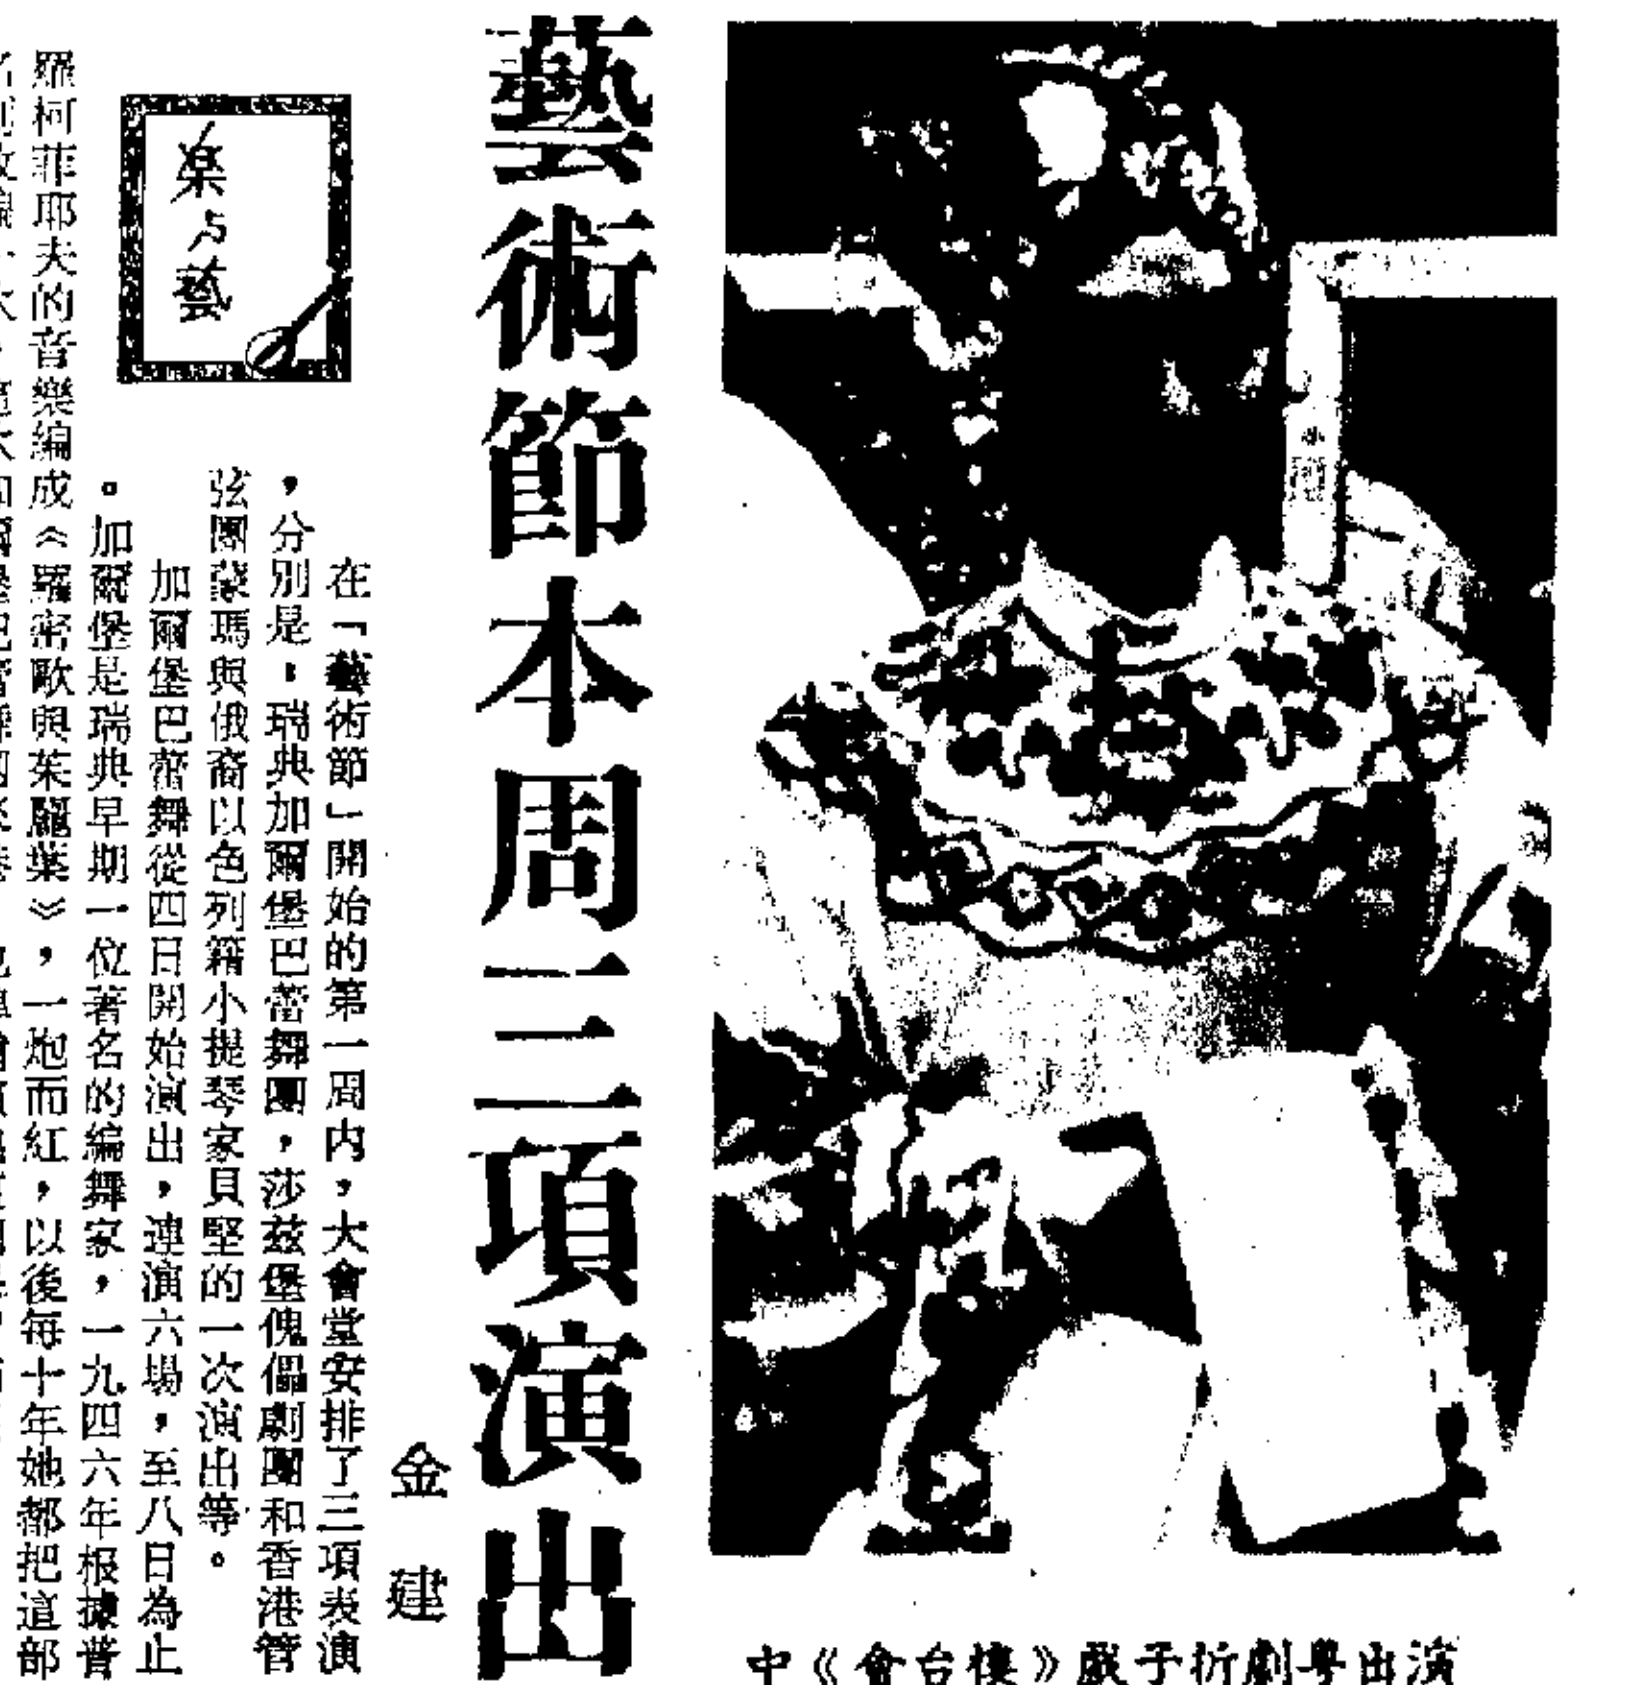 藝術節本周三項演出
金建
乐与藝
在「藝術節」開始的第一周内，大會堂安排了三項表演
，分別是：瑞典加爾堡巴蕾舞團，莎茲堡傀儡劇團和香港管
弦團蒙瑪與俄裔以色列籍小提琴家貝堅的一次演出等。
加爾堡巴蕾舞從四日開始演出，連演六場，至八日為止
。加爾堡是瑞典早期一位著名的編舞家，一九四六年根據普
羅柯菲耶夫的音樂編成《羅密歐與茱麗葉》，一炮而紅，以後每十年她都把這部
演出粵劇折子戲《樓台會》中